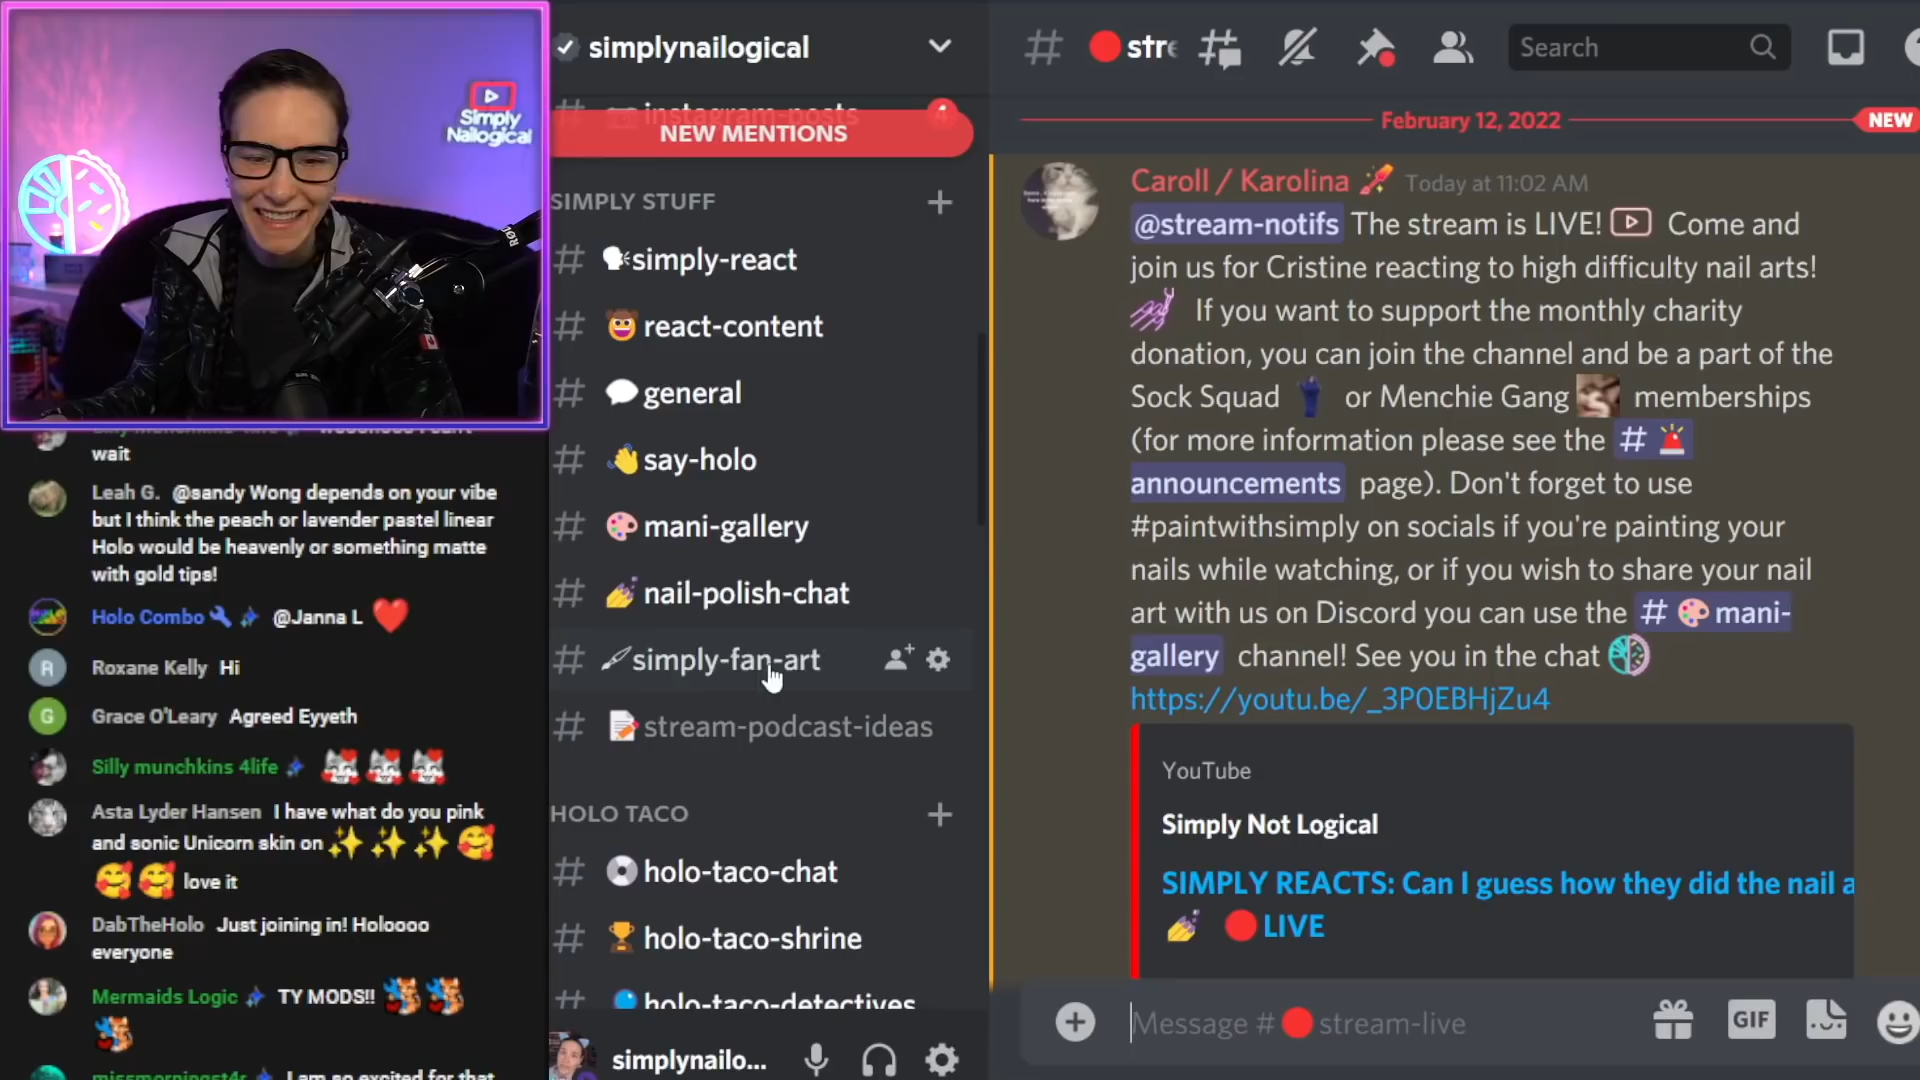 Simply
Nailogical
RØD
wait
Leah G. @sandy Wong depends on your vibe
but I think the peach or lavender pastel linear
Holo would be heavenly or something matte
with gold tips!
Holo Combo @Janna L
R Roxane Kelly Hi
G Grace O'Leary Agreed Eyyeth
Silly munchkins 4life
Asta Lyder Hansen I have what do you pink
and sonic Unicorn skin on
love it
DabTheHolo Just joining in! Holoooo
everyone
Mermaids Logic TY MODS!!
missmorningst4r I am so excited for that
simplynailogical
instagram-posts 4
NEW MENTIONS
SIMPLY STUFF
simply-react
react-content
general
say-holo
mani-gallery
nail-polish-chat
simply-fan-art
stream-podcast-ideas
HOLO TACO
holo-taco-chat
holo-taco-shrine
holo-taco-detectives
simplynailo...
# stre
Search
February 12, 2022 NEW
Caroll / Karolina Today at 11:02 AM
@stream-notifs The stream is LIVE! Come and
join us for Cristine reacting to high difficulty nail arts!
If you want to support the monthly charity
donation, you can join the channel and be a part of the
Sock Squad or Menchie Gang memberships
(for more information please see the #
announcements page). Don't forget to use
#paintwithsimply on socials if you're painting your
nails while watching, or if you wish to share your nail
art with us on Discord you can use the # mani-
gallery channel! See you in the chat
https://youtu.be/_3P0EBHjZu4
YouTube
Simply Not Logical
SIMPLY REACTS: Can I guess how they did the nail a
LIVE
Message # stream-live
GIF